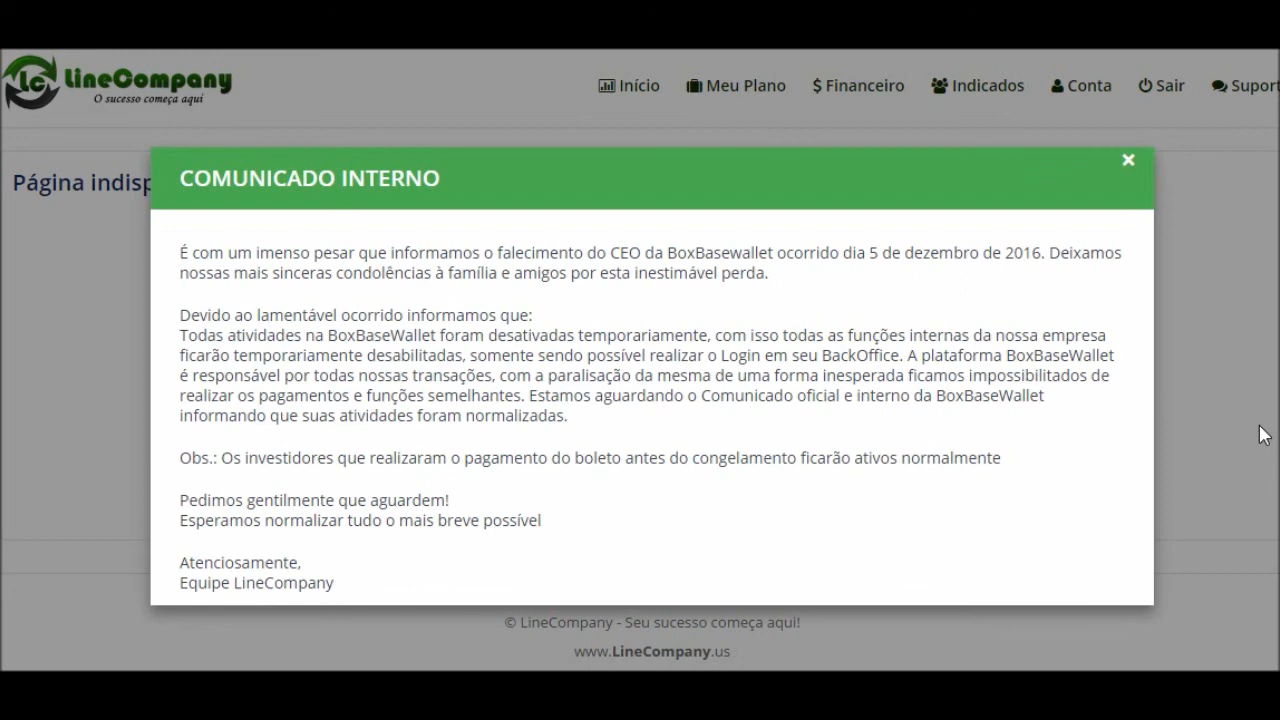 Lc LineCompany
O sucesso começa aqui
Início Meu Plano Financeiro Indicados Conta Sair Suport
Página indisp
COMUNICADO INTERNO
É com um imenso pesar que informamos o falecimento do CEO da BoxBasewallet ocorrido dia 5 de dezembro de 2016. Deixamos
nossas mais sinceras condolências à família e amigos por esta inestimável perda.
Devido ao lamentável ocorrido informamos que:
Todas atividades na BoxBaseWallet foram desativadas temporariamente, com isso todas as funções internas da nossa empresa
ficarão temporariamente desabilitadas, somente sendo possível realizar o Login em seu BackOffice. A plataforma BoxBaseWallet
é responsável por todas nossas transações, com a paralisação da mesma de uma forma inesperada ficamos impossibilitados de
realizar os pagamentos e funções semelhantes. Estamos aguardando o Comunicado oficial e interno da BoxBaseWallet
informando que suas atividades foram normalizadas.
Obs.: Os investidores que realizaram o pagamento do boleto antes do congelamento ficarão ativos normalmente
Pedimos gentilmente que aguardem!
Esperamos normalizar tudo o mais breve possível
Atenciosamente,
Equipe LineCompany
© LineCompany - Seu sucesso começa aqui!
www.LineCompany.us